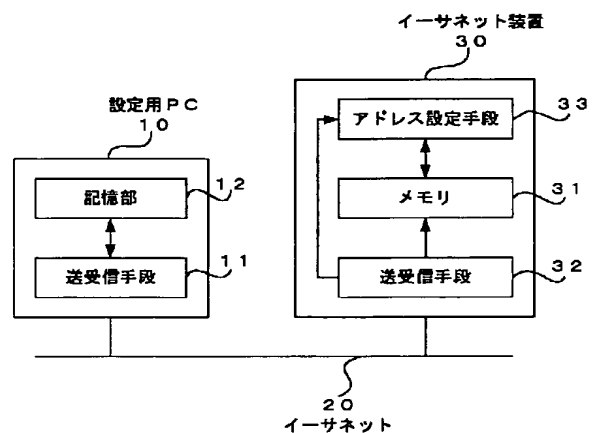 イーサネット装置
３０
設定用ＰＣ
１０
アドレス設定手段
３３
記憶部
１２
メモリ
３１
送受信手段
１１
送受信手段
３２
２０
イーサネット